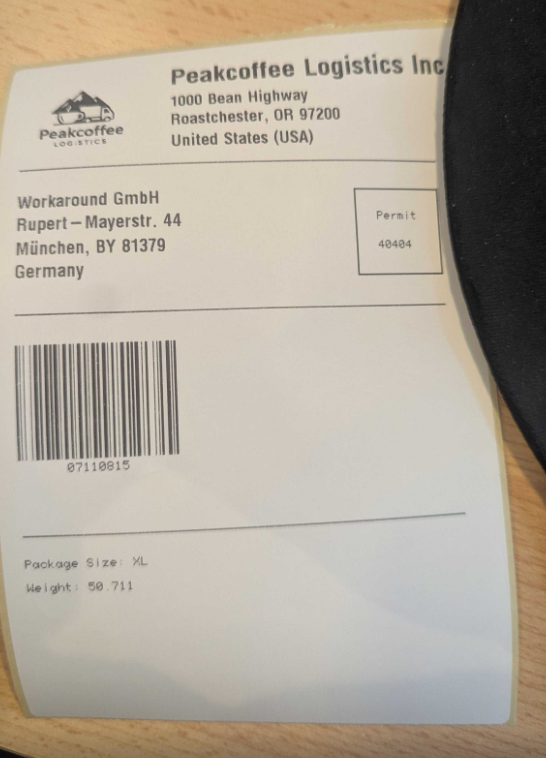 Peakcoffee Logistics Inc
1000 Bean Highway
Roastchester, OR 97200
United States (USA)
Peakcoffee
LOGISTICS
Workaround GmbH
Rupert-Mayerstr. 44
München, BY 81379
Germany
Permit
40404
07110815
Package Size: XL
Weight: 50.711